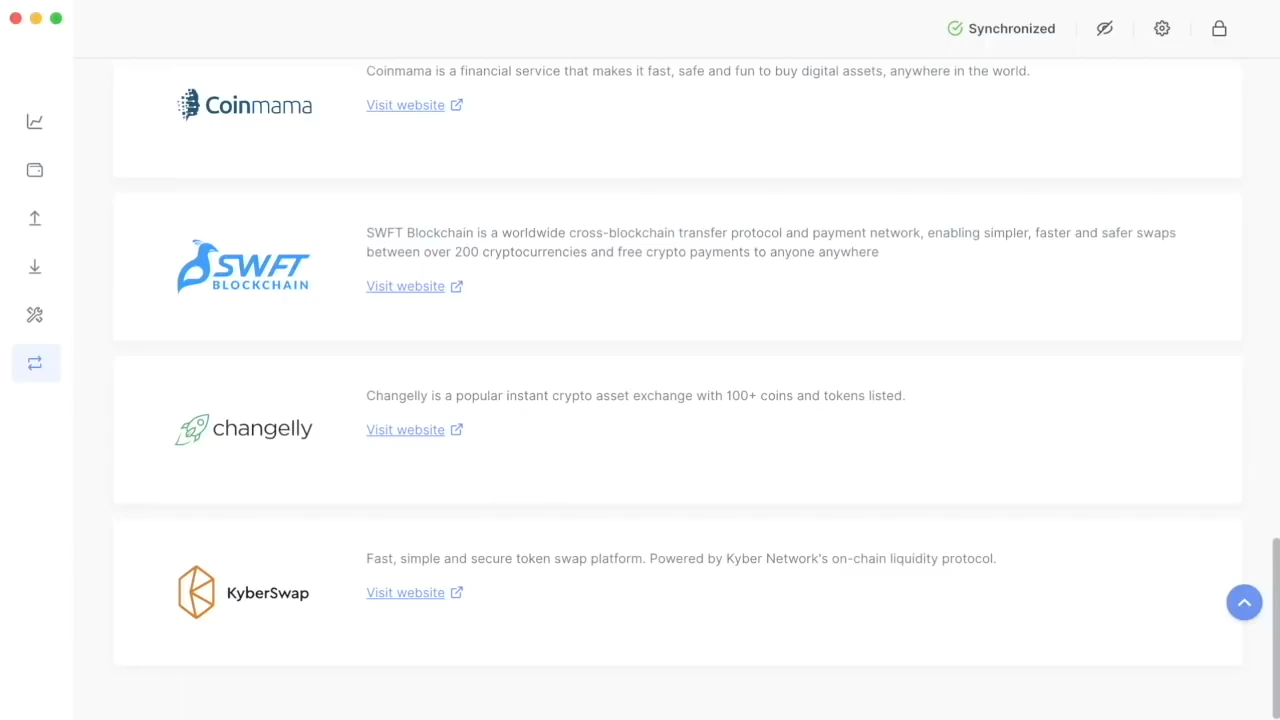 Synchronized
Coinmama is a financial service that makes it fast, safe and fun to buy digital assets, anywhere in the world.
Coinmama
Visit website
SWFT Blockchain is a worldwide cross-blockchain transfer protocol and payment network, enabling simpler, faster and safer swaps
between over 200 cryptocurrencies and free crypto payments to anyone anywhere
SWFT
BLOCKCHAIN
Visit website
Changelly is a popular instant crypto asset exchange with 100+ coins and tokens listed.
changelly
Visit website
Fast, simple and secure token swap platform. Powered by Kyber Network's on-chain liquidity protocol.
KyberSwap
Visit website